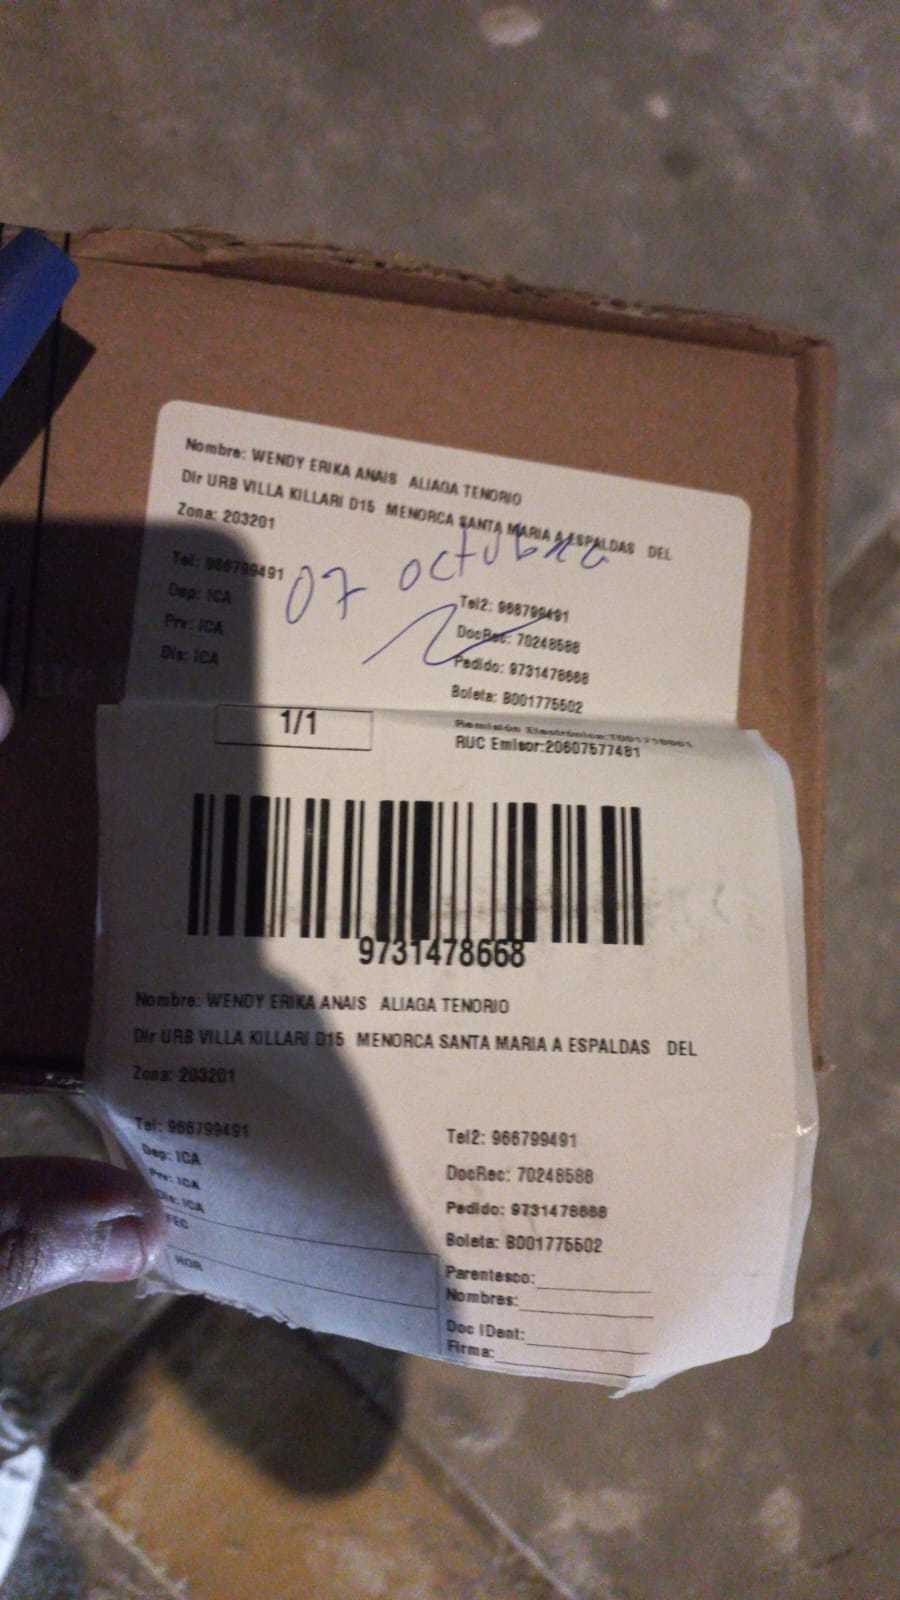 Nombre: WENDY ERIKA ANAIS ALIAGA TENORIO
Dir URB VILLA KILLARI D15 MENORCA SANTA MARIA A ESPALDAS DEL
Zona: 203201
07 octubre
Tel: 966799491 Tel2: 966799491
Dep: ICA DocRec: 70248588
Prv: ICA Pedido: 9731478668
Dis: ICA Boleta: B001775502
1/1 Remisión Electrónica:
RUC Emisor:20607577481
9731478668
Nombre: WENDY ERIKA ANAIS ALIAGA TENORIO
Dir URB VILLA KILLARI D15 MENORCA SANTA MARIA A ESPALDAS DEL
Zona: 203201
Tel: 966799491 Tel2: 966799491
Dep: ICA DocRec: 70248588
Prv: ICA Pedido: 9731478668
Dis: ICA Boleta: B001775502
FEC Parentesco:
HOR Nombres:
Doc IDent:
Firma: